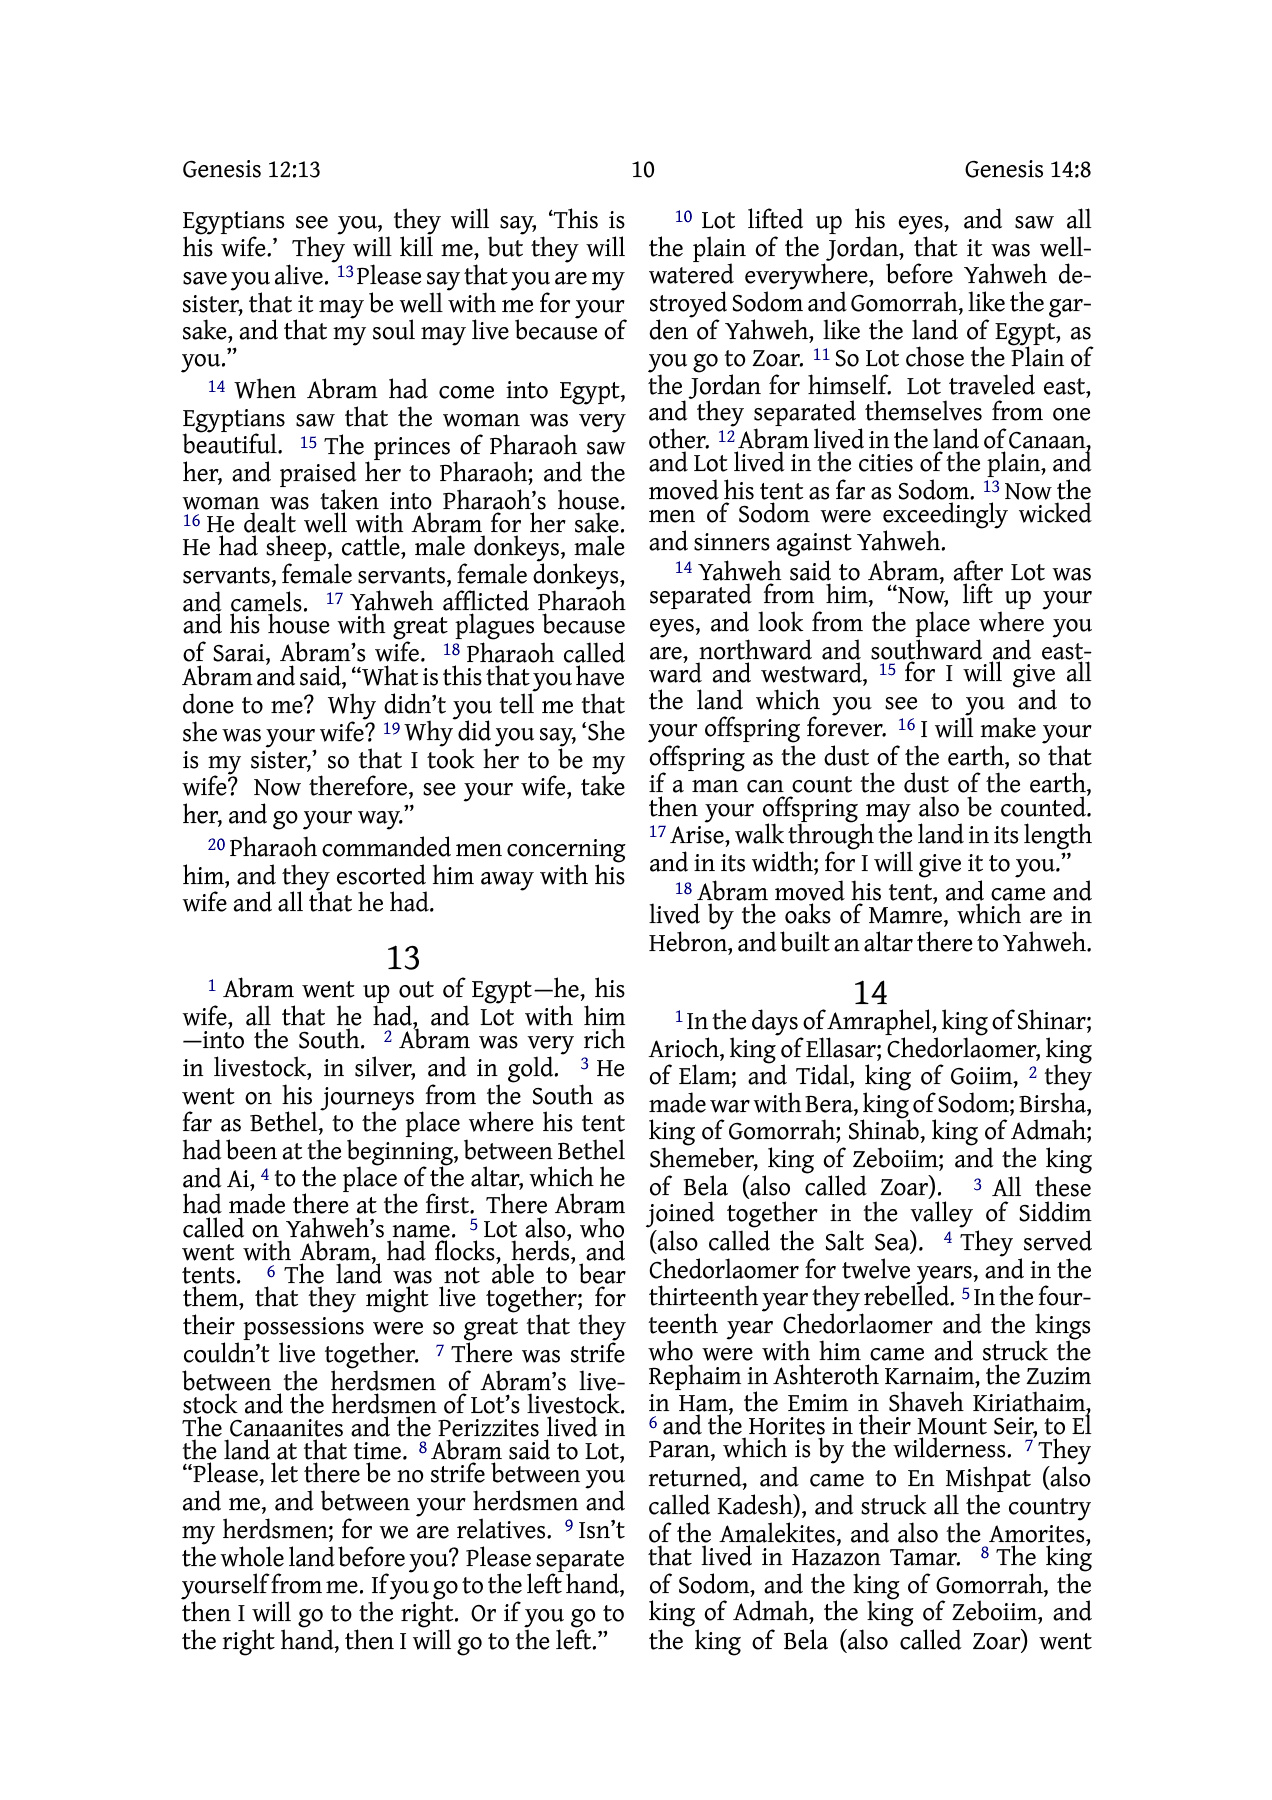 Genesis 12:13 10 Genesis 14:8
Egyptians see you, they will say, ‘This is
his wife.’ They will kill me, but they will
save you alive. 13 Please say that you are my
sister, that it may be well with me for your
sake, and that my soul may live because of
you.”
14 When Abram had come into Egypt,
Egyptians saw that the woman was very
beautiful. 15 The princes of Pharaoh saw
her, and praised her to Pharaoh; and the
woman was taken into Pharaoh’s house.
16 He dealt well with Abram for her sake.
He had sheep, cattle, male donkeys, male
servants, female servants, female donkeys,
and camels. 17 Yahweh afflicted Pharaoh
and his house with great plagues because
of Sarai, Abram’s wife. 18 Pharaoh called
Abram and said, “What is this that you have
done to me? Why didn’t you tell me that
she was your wife? 19 Why did you say, ‘She
is my sister,’ so that I took her to be my
wife? Now therefore, see your wife, take
her, and go your way.”
20 Pharaoh commanded men concerning
him, and they escorted him away with his
wife and all that he had.
13
1 Abram went up out of Egypt—he, his
wife, all that he had, and Lot with him
—into the South. 2 Abram was very rich
in livestock, in silver, and in gold. 3 He
went on his journeys from the South as
far as Bethel, to the place where his tent
had been at the beginning, between Bethel
and Ai, 4 to the place of the altar, which he
had made there at the first. There Abram
called on Yahweh’s name. 5 Lot also, who
went with Abram, had flocks, herds, and
tents. 6 The land was not able to bear
them, that they might live together; for
their possessions were so great that they
couldn’t live together. 7 There was strife
between the herdsmen of Abram’s live-
stock and the herdsmen of Lot’s livestock.
The Canaanites and the Perizzites lived in
the land at that time. 8 Abram said to Lot,
“Please, let there be no strife between you
and me, and between your herdsmen and
my herdsmen; for we are relatives. 9 Isn’t
the whole land before you? Please separate
yourself from me. If you go to the left hand,
then I will go to the right. Or if you go to
the right hand, then I will go to the left.”
10 Lot lifted up his eyes, and saw all
the plain of the Jordan, that it was well-
watered everywhere, before Yahweh de-
stroyed Sodom and Gomorrah, like the gar-
den of Yahweh, like the land of Egypt, as
you go to Zoar. 11 So Lot chose the Plain of
the Jordan for himself. Lot traveled east,
and they separated themselves from one
other. 12 Abram lived in the land of Canaan,
and Lot lived in the cities of the plain, and
moved his tent as far as Sodom. 13 Now the
men of Sodom were exceedingly wicked
and sinners against Yahweh.
14 Yahweh said to Abram, after Lot was
separated from him, “Now, lift up your
eyes, and look from the place where you
are, northward and southward and east-
ward and westward, 15 for I will give all
the land which you see to you and to
your offspring forever. 16 I will make your
offspring as the dust of the earth, so that
if a man can count the dust of the earth,
then your offspring may also be counted.
17 Arise, walk through the land in its length
and in its width; for I will give it to you.”
18 Abram moved his tent, and came and
lived by the oaks of Mamre, which are in
Hebron, and built an altar there to Yahweh.
14
1 In the days of Amraphel, king of Shinar;
Arioch, king of Ellasar; Chedorlaomer, king
of Elam; and Tidal, king of Goiim, 2 they
made war with Bera, king of Sodom; Birsha,
king of Gomorrah; Shinab, king of Admah;
Shemeber, king of Zeboiim; and the king
of Bela (also called Zoar). 3 All these
joined together in the valley of Siddim
(also called the Salt Sea). 4 They served
Chedorlaomer for twelve years, and in the
thirteenth year they rebelled. 5 In the four-
teenth year Chedorlaomer and the kings
who were with him came and struck the
Rephaim in Ashteroth Karnaim, the Zuzim
in Ham, the Emim in Shaveh Kiriathaim,
6 and the Horites in their Mount Seir, to El
Paran, which is by the wilderness. 7 They
returned, and came to En Mishpat (also
called Kadesh), and struck all the country
of the Amalekites, and also the Amorites,
that lived in Hazazon Tamar. 8 The king
of Sodom, and the king of Gomorrah, the
king of Admah, the king of Zeboiim, and
the king of Bela (also called Zoar) went